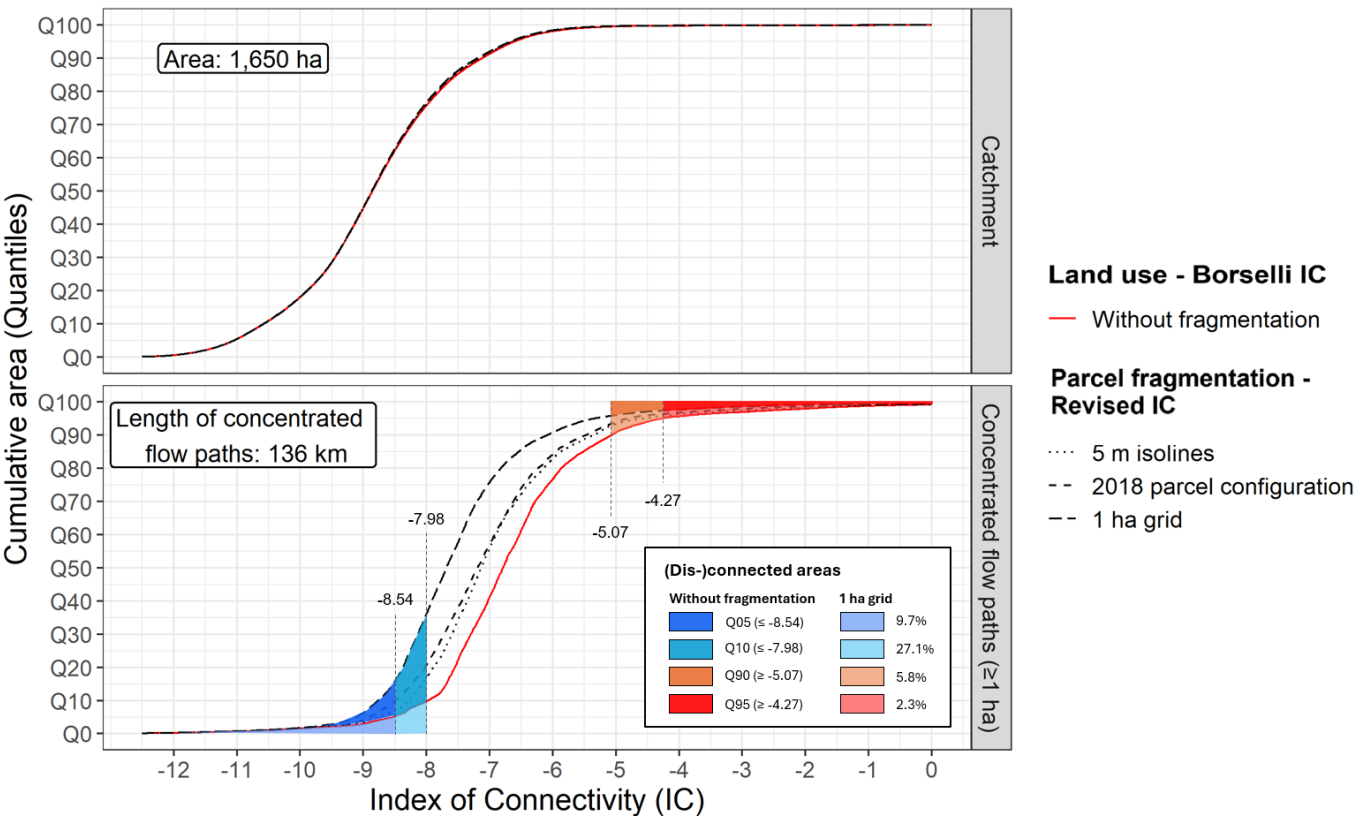 Cumulative area (Quantiles)
Q100
Q90
Q80
Q70
Q60
Q50
Q40
Q30
Q20
Q10
Q0
Area: 1,650 ha
Catchment
Q100
Q90
Q80
Q70
Q60
Q50
Q40
Q30
Q20
Q10
Q0
Length of concentrated
flow paths: 136 km
-8.54
-7.98
-5.07
-4.27
(Dis-)connected areas
Without fragmentation 1 ha grid
Q05 (≤ -8.54) 9.7%
Q10 (≤ -7.98) 27.1%
Q90 (≥ -5.07) 5.8%
Q95 (≥ -4.27) 2.3%
Concentrated flow paths (≥1 ha)
-12 -11 -10 -9 -8 -7 -6 -5 -4 -3 -2 -1 0
Index of Connectivity (IC)
Land use - Borselli IC
Without fragmentation
Parcel fragmentation -
Revised IC
5 m isolines
2018 parcel configuration
1 ha grid